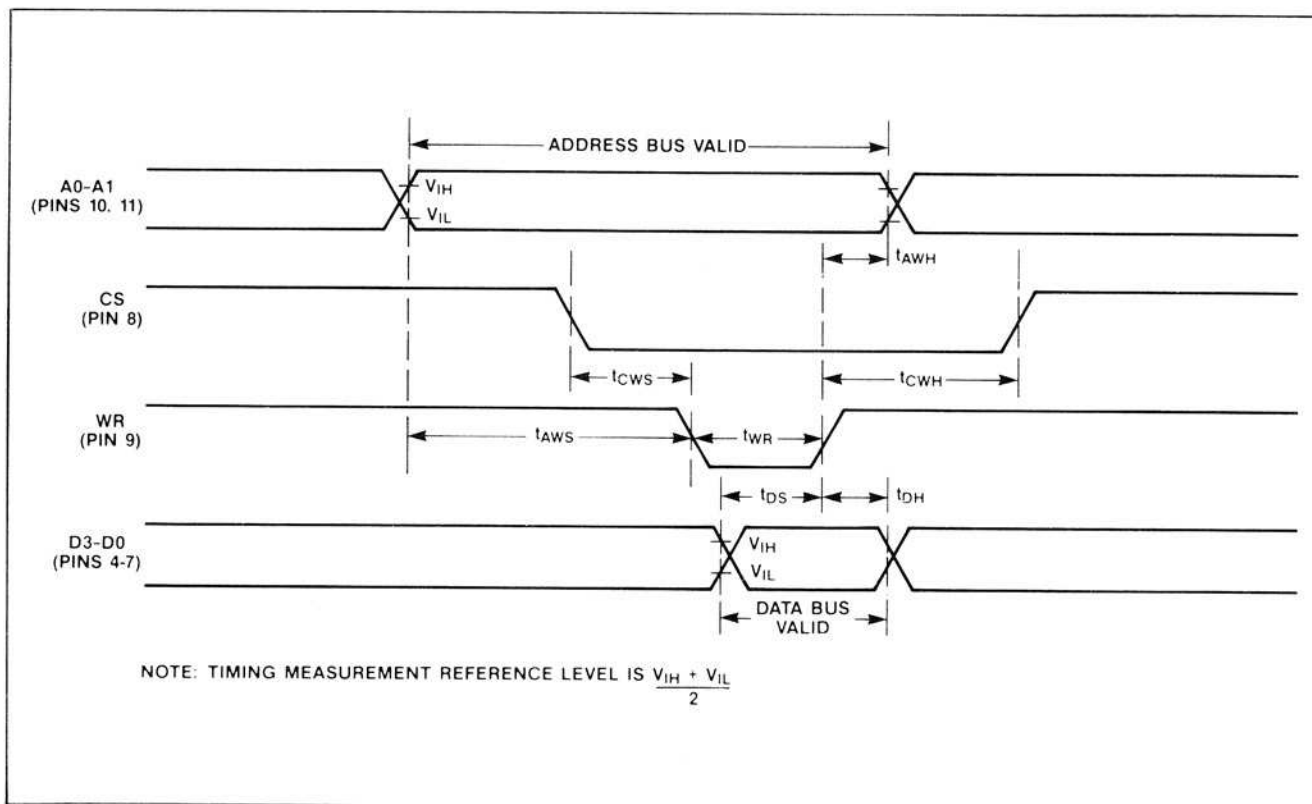 ADDRESS BUS VALID
A0-A1
(PINS 10, 11)
VIH
VIL
tAWH
CS
(PIN 8)
tCWS
tCWH
WR
(PIN 9)
tAWS
tWR
tDS
tDH
D3-D0
(PINS 4-7)
VIH
VIL
DATA BUS
VALID
NOTE: TIMING MEASUREMENT REFERENCE LEVEL IS VIH + VIL
2